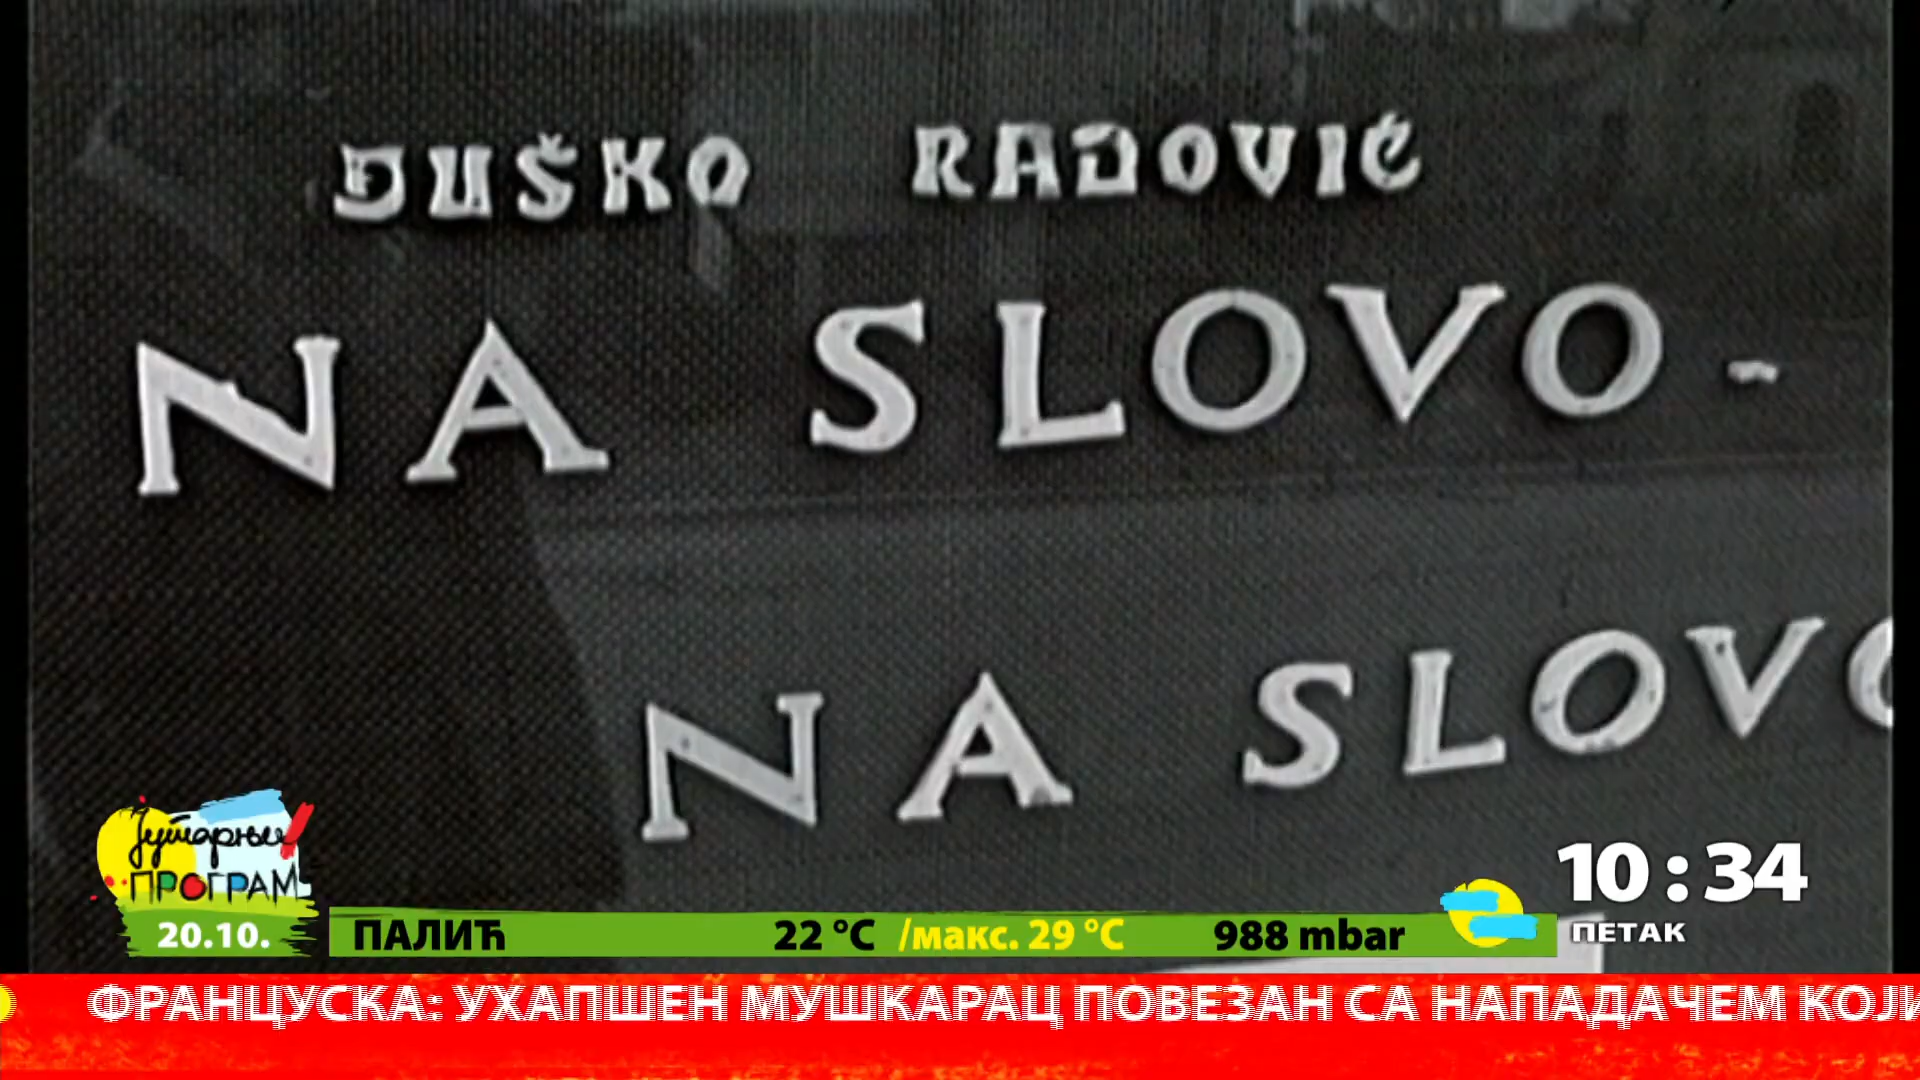 DUŠKO RADOVIĆ
NA SLOVO -
NA SLOVO
Јутарњи
ПРОГРАМ
20.10.
ПАЛИЋ 22 °C /макс. 29 °C 988 mbar
10:34
ПЕТАК
ФРАНЦУСКА: УХАПШЕН МУШКАРАЦ ПОВЕЗАН СА НАПАДАЧЕМ КОЈИ